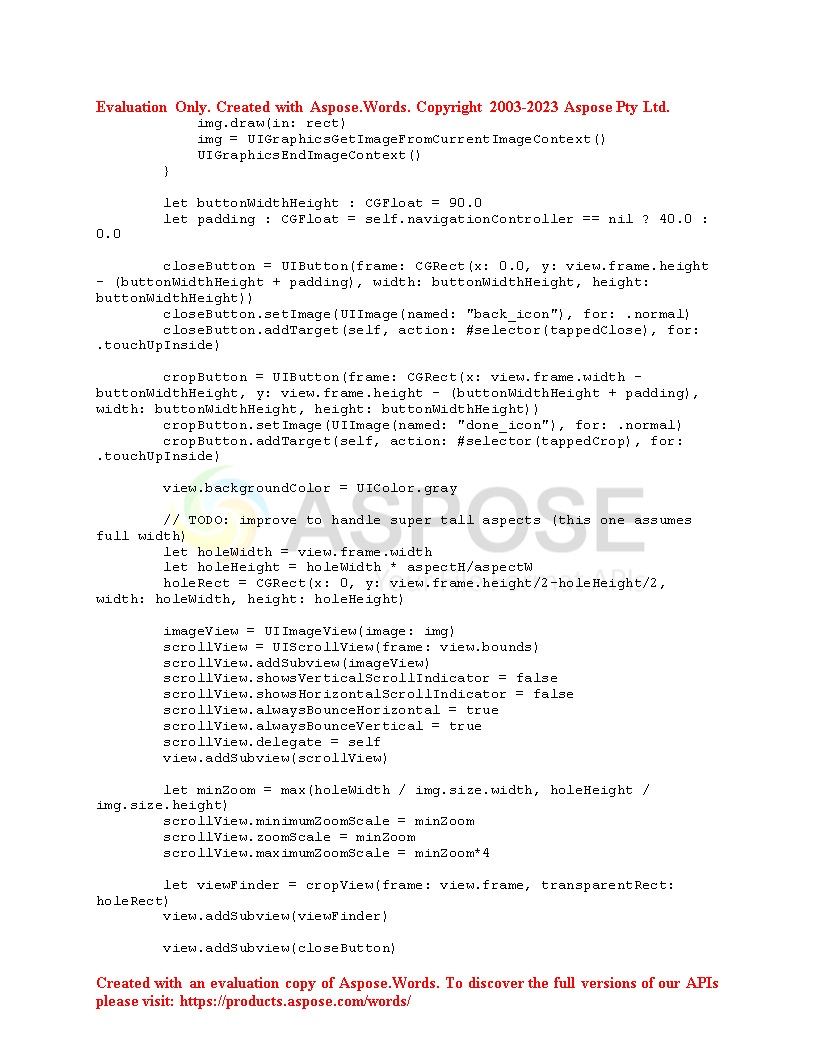 Evaluation Only. Created with Aspose.Words. Copyright 2003-2023 Aspose Pty Ltd.
img.draw(in: rect)
img = UIGraphicsGetImageFromCurrentImageContext()
UIGraphicsEndImageContext()
}
let buttonWidthHeight : CGFloat = 90.0
let padding : CGFloat = self.navigationController == nil ? 40.0 :
0.0
closeButton = UIButton(frame: CGRect(x: 0.0, y: view.frame.height
- (buttonWidthHeight + padding), width: buttonWidthHeight, height:
buttonWidthHeight))
closeButton.setImage(UIImage(named: "back_icon"), for: .normal)
closeButton.addTarget(self, action: #selector(tappedClose), for:
.touchUpInside)
cropButton = UIButton(frame: CGRect(x: view.frame.width -
buttonWidthHeight, y: view.frame.height - (buttonWidthHeight + padding),
width: buttonWidthHeight, height: buttonWidthHeight))
cropButton.setImage(UIImage(named: "done_icon"), for: .normal)
cropButton.addTarget(self, action: #selector(tappedCrop), for:
.touchUpInside)
view.backgroundColor = UIColor.gray
ASPOSE
// TODO: improve to handle super tall aspects (this one assumes
full width)
let holeWidth = view.frame.width
let holeHeight = holeWidth * aspectH/aspectW
holeRect = CGRect(x: 0, y: view.frame.height/2-holeHeight/2,
width: holeWidth, height: holeHeight)
imageView = UIImageView(image: img)
scrollView = UIScrollView(frame: view.bounds)
scrollView.addSubview(imageView)
scrollView.showsVerticalScrollIndicator = false
scrollView.showsHorizontalScrollIndicator = false
scrollView.alwaysBounceHorizontal = true
scrollView.alwaysBounceVertical = true
scrollView.delegate = self
view.addSubview(scrollView)
let minZoom = max(holeWidth / img.size.width, holeHeight /
img.size.height)
scrollView.minimumZoomScale = minZoom
scrollView.zoomScale = minZoom
scrollView.maximumZoomScale = minZoom*4
let viewFinder = cropView(frame: view.frame, transparentRect:
holeRect)
view.addSubview(viewFinder)
view.addSubview(closeButton)
Created with an evaluation copy of Aspose.Words. To discover the full versions of our APIs
please visit: https://products.aspose.com/words/